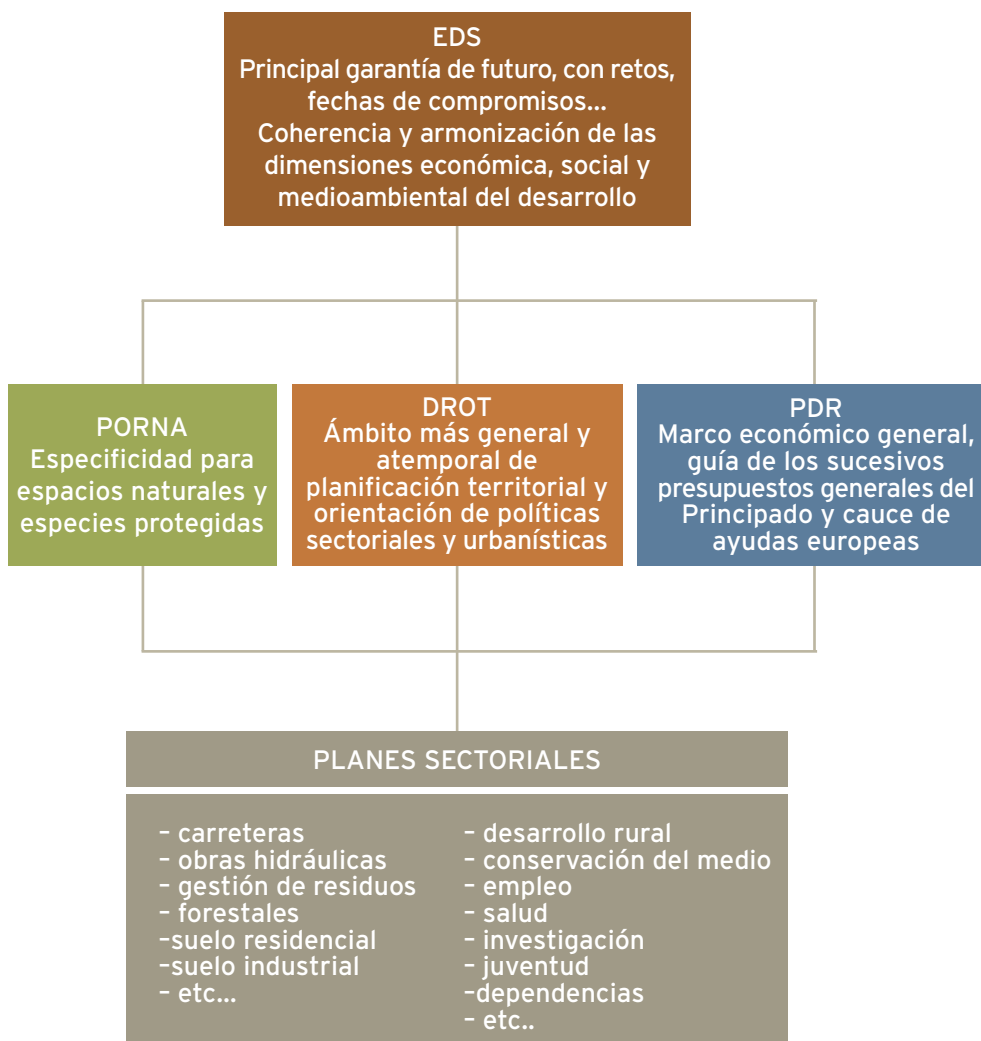 EDS
Principal garantía de futuro, con retos,
fechas de compromisos...
Coherencia y armonización de las
dimensiones económica, social y
medioambiental del desarrollo
PORNA
Especificidad para
espacios naturales y
especies protegidas
DROT
Ámbito más general y
atemporal de
planificación territorial y
orientación de políticas
sectoriales y urbanísticas
PDR
Marco económico general,
guía de los sucesivos
presupuestos generales del
Principado y cauce de
ayudas europeas
PLANES SECTORIALES
– carreteras
– obras hidráulicas
– gestión de residuos
– forestales
–suelo residencial
–suelo industrial
– etc...
– desarrollo rural
– conservación del medio
– empleo
– salud
– investigación
– juventud
–dependencias
– etc..